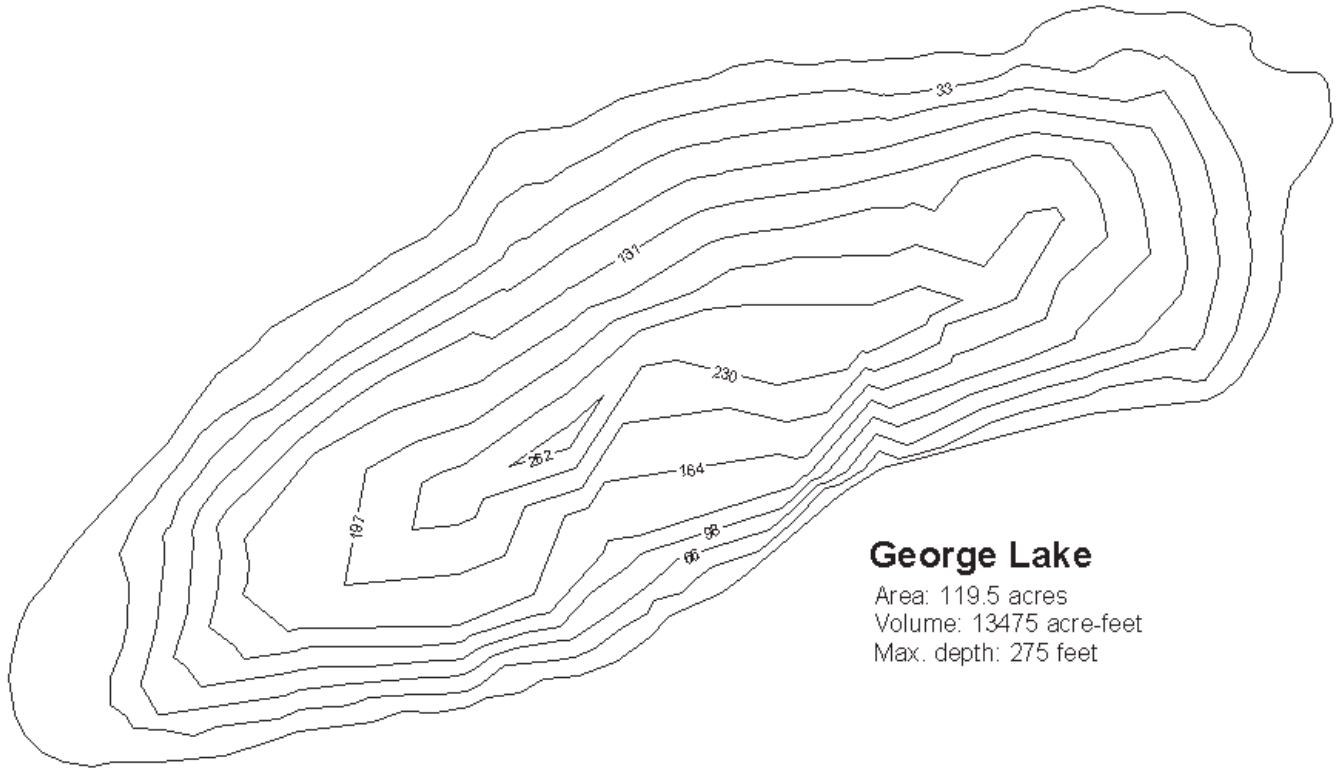 33
131
230
262
164
197
98
66
George Lake
Area: 119.5 acres
Volume: 13475 acre-feet
Max. depth: 275 feet